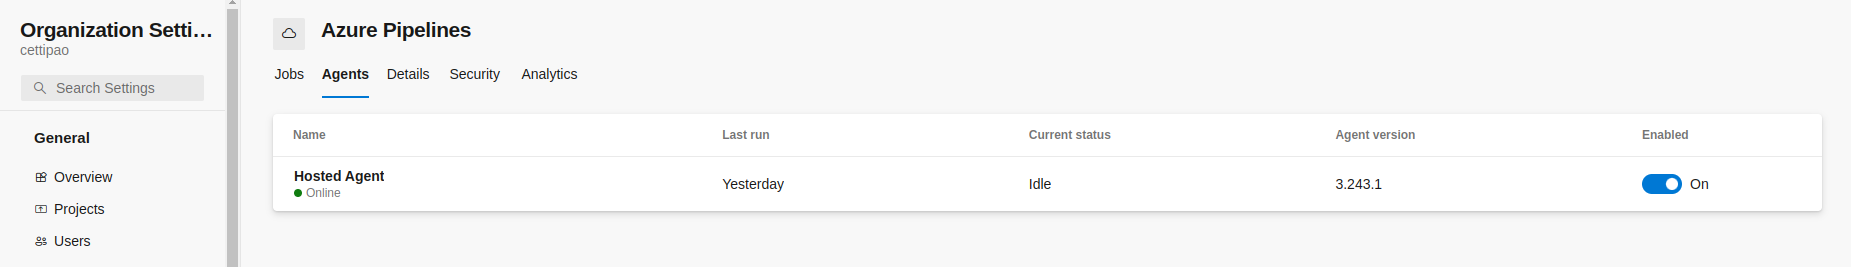 Organization Setti...
cettipao
Search Settings
General
Overview
Projects
Users
Azure Pipelines
Jobs Agents Details Security Analytics
Name Last run Current status Agent version Enabled
Hosted Agent Yesterday Idle 3.243.1 On
Online